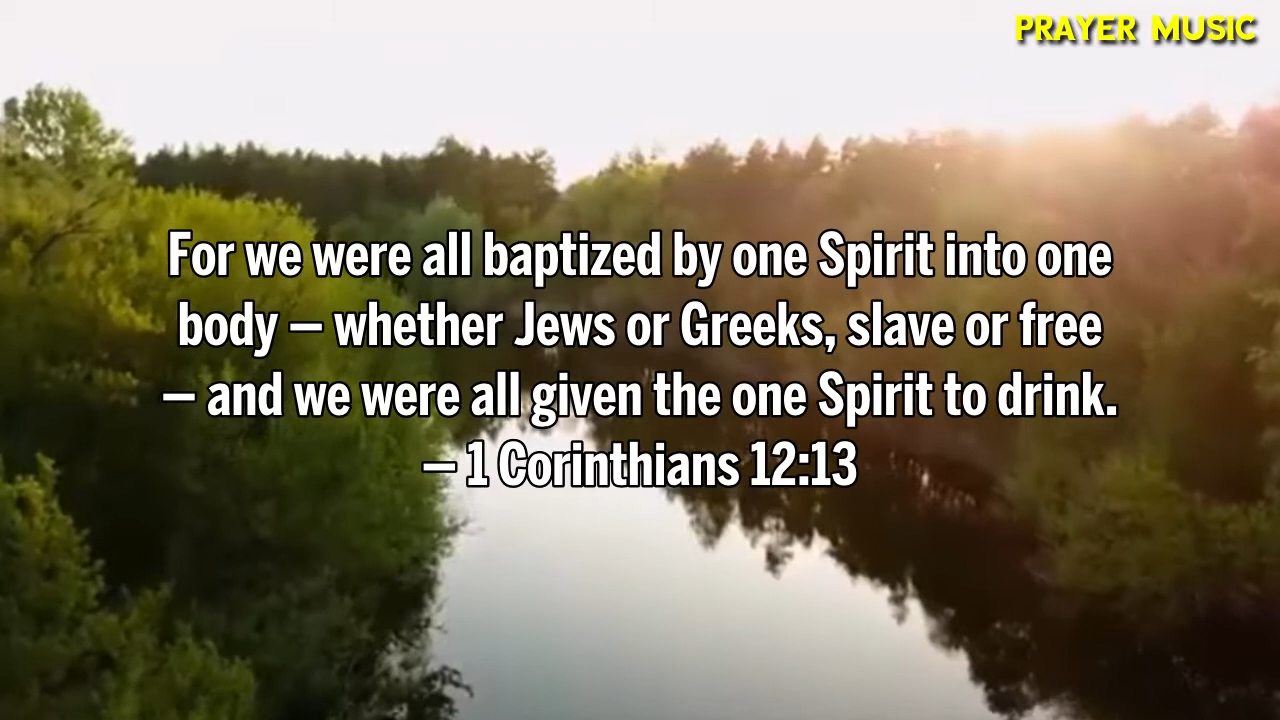 PRAYER MUSIC
For we were all baptized by one Spirit into one
body – whether Jews or Greeks, slave or free
– and we were all given the one Spirit to drink.
– 1 Corinthians 12:13